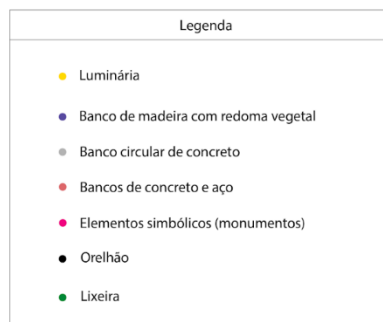 Legenda
Luminária
Banco de madeira com redoma vegetal
Banco circular de concreto
Bancos de concreto e aço
Elementos simbólicos (monumentos)
Orelhão
Lixeira